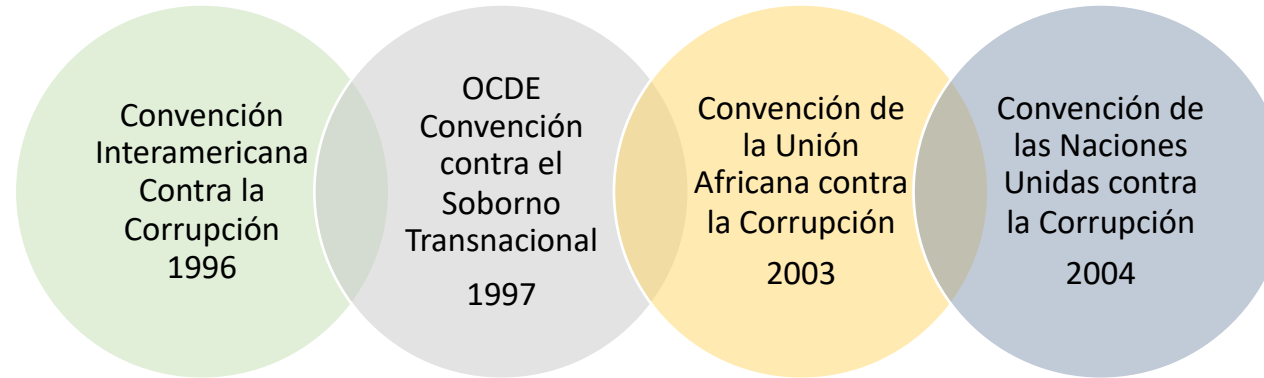 Convención
Interamericana
Contra la
Corrupción
1996
OCDE
Convención
contra el
Soborno
Transnacional
1997
Convención de
la Unión
Africana contra
la Corrupción
2003
Convención de
las Naciones
Unidas contra
la Corrupción
2004